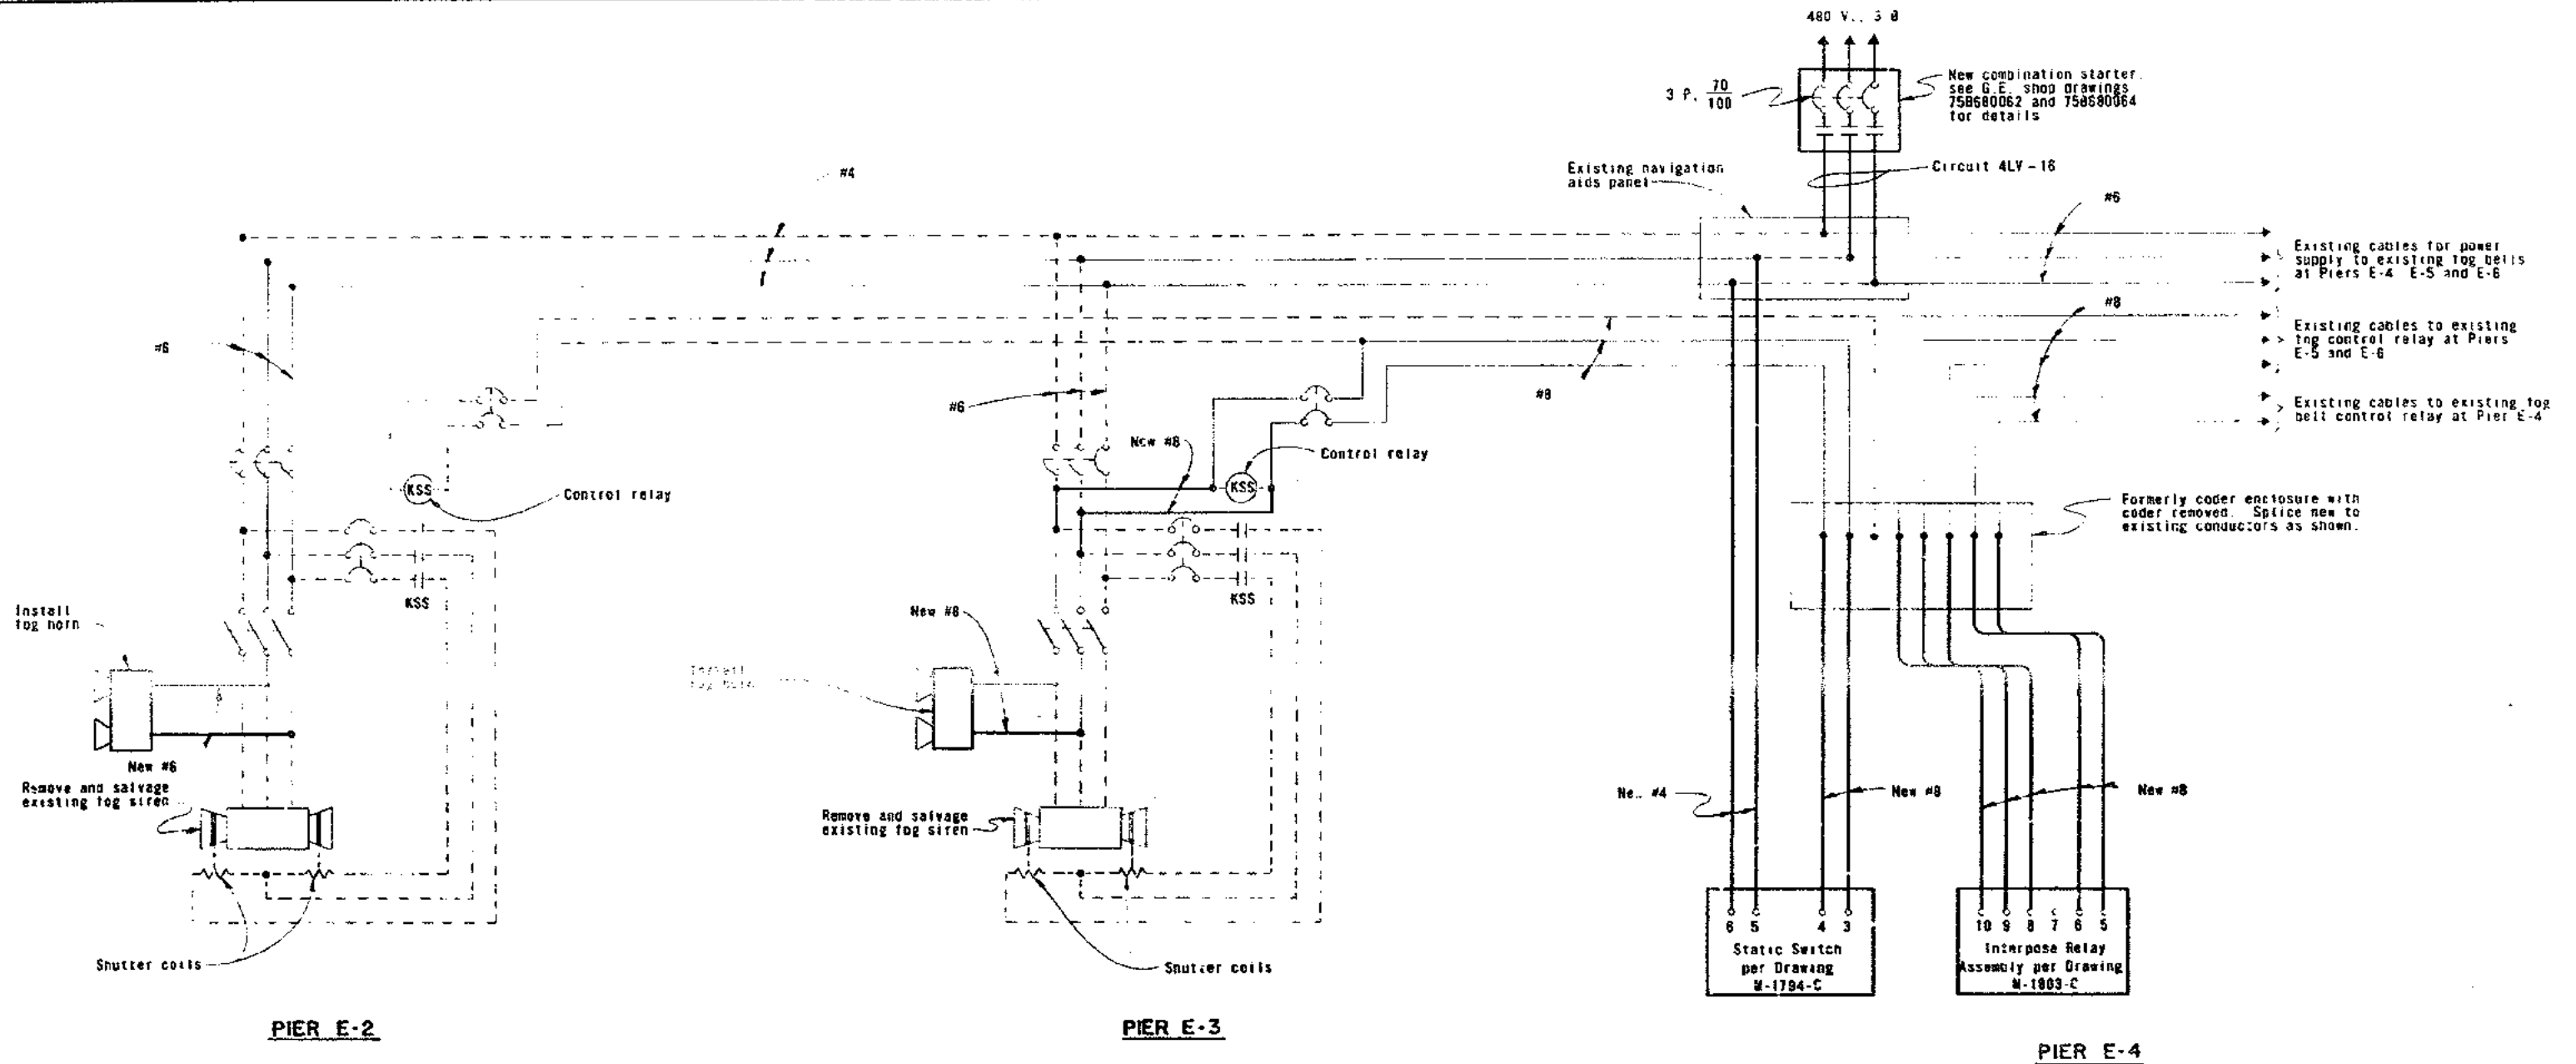 480 V., 3 Ø
3 P, 70/100
New combination starter.
see G.E. shop drawings
758680062 and 758680064
for details
Existing navigation
aids panel
Circuit 4LV-16
#4
#6
Existing cables for power
supply to existing fog bells
at Piers E-4 E-5 and E-6
#8
Existing cables to existing
fog control relay at Piers
E-5 and E-6
Existing cables to existing fog
bell control relay at Pier E-4
#6
#6
#8
New #8
Control relay
KSS
KSS
Control relay
Formerly coder enclosure with
coder removed. Splice new to
existing conductors as shown.
KSS
KSS
Install
fog horn
New #8
Install
fog horn
New #6
Remove and salvage
existing fog siren
Remove and salvage
existing fog siren
#4
New #8
New #8
Shutter coils
Shutter coils
6 5 4 3
Static Switch
per Drawing
M-1794-C
10 9 8 7 6 5
Interpose Relay
Assembly per Drawing
M-1803-C
PIER E-2
PIER E-3
PIER E-4